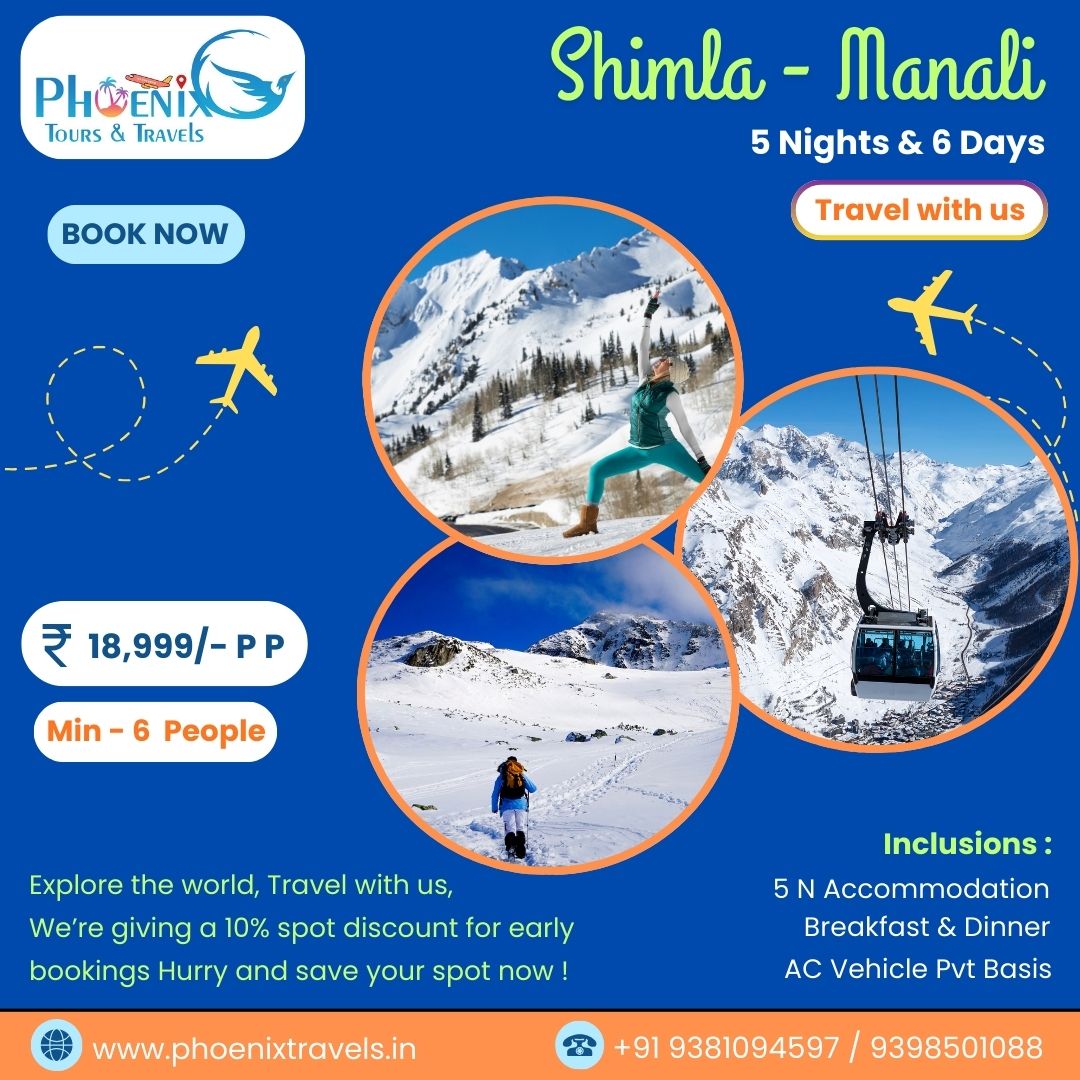 PHOENIX
TOURS & TRAVELS
Shimla - Manali
5 Nights & 6 Days
Travel with us
BOOK NOW
₹ 18,999/- P P
Min - 6 People
Explore the world, Travel with us,
We’re giving a 10% spot discount for early
bookings Hurry and save your spot now !
Inclusions :
5 N Accommodation
Breakfast & Dinner
AC Vehicle Pvt Basis
www.phoenixtravels.in
+91 9381094597 / 9398501088